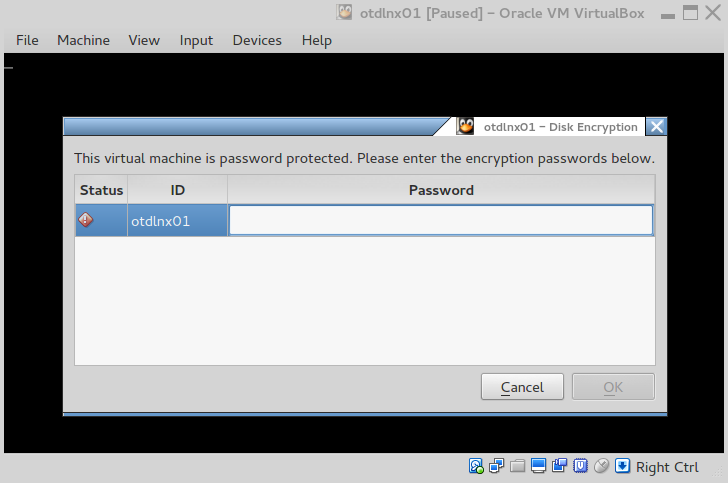 otdlnx01 [Paused] – Oracle VM VirtualBox
File Machine View Input Devices Help
otdlnx01 – Disk Encryption
This virtual machine is password protected. Please enter the encryption passwords below.
Status ID Password
otdlnx01
Cancel OK
Right Ctrl